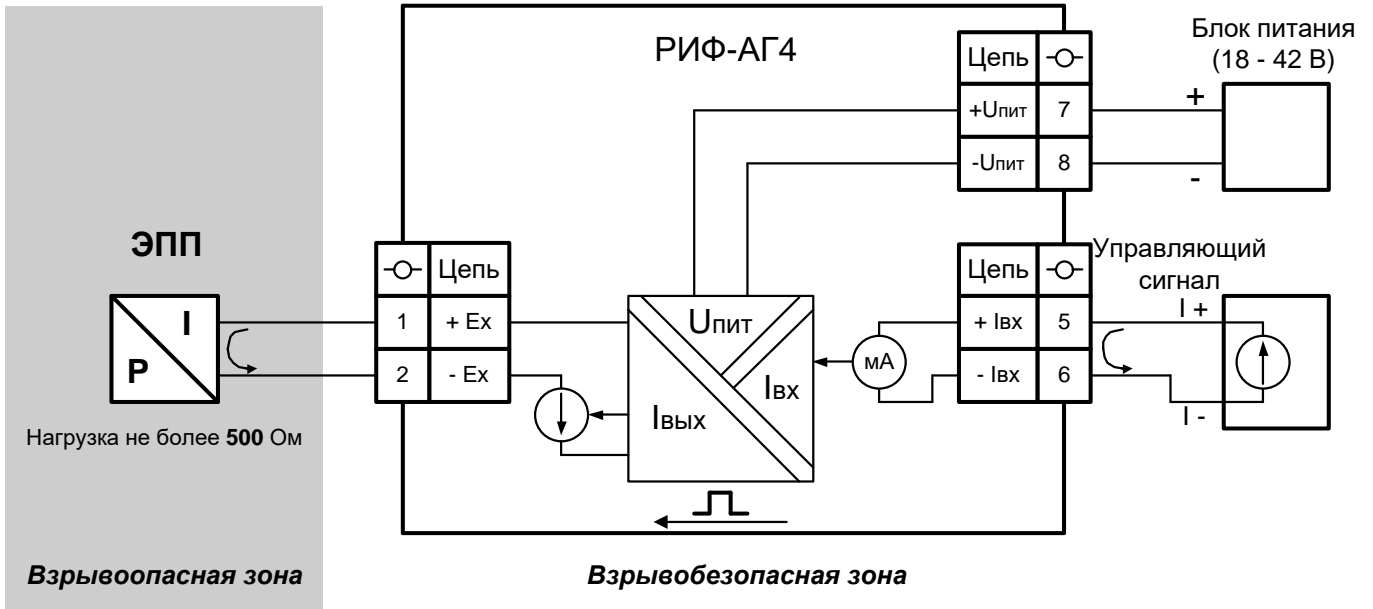 РИФ-АГ4
Блок питания
(18 - 42 В)
Цепь
+Uпит 7
-Uпит 8
+
-
ЭПП
Цепь
1 + Ex
2 - Ex
I
P
Нагрузка не более 500 Ом
Uпит
Iвх
Iвых
мА
Цепь
+ Iвх 5
- Iвх 6
Управляющий
сигнал
I +
I -
Взрывоопасная зона
Взрывобезопасная зона